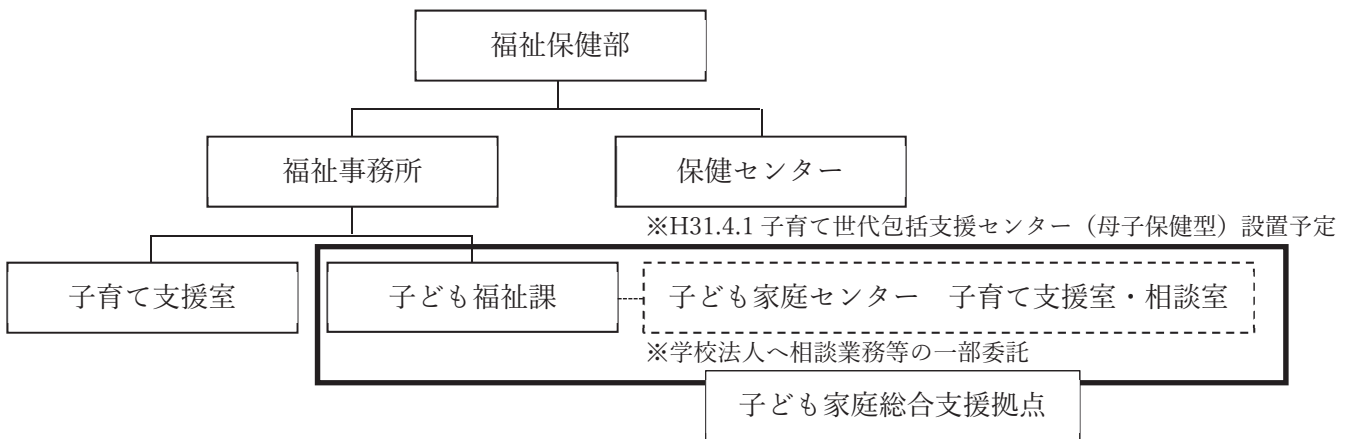 福祉保健部
福祉事務所
保健センター
※H31.4.1 子育て世代包括支援センター（母子保健型）設置予定
子育て支援室
子ども福祉課
子ども家庭センター　子育て支援室・相談室
※学校法人へ相談業務等の一部委託
子ども家庭総合支援拠点